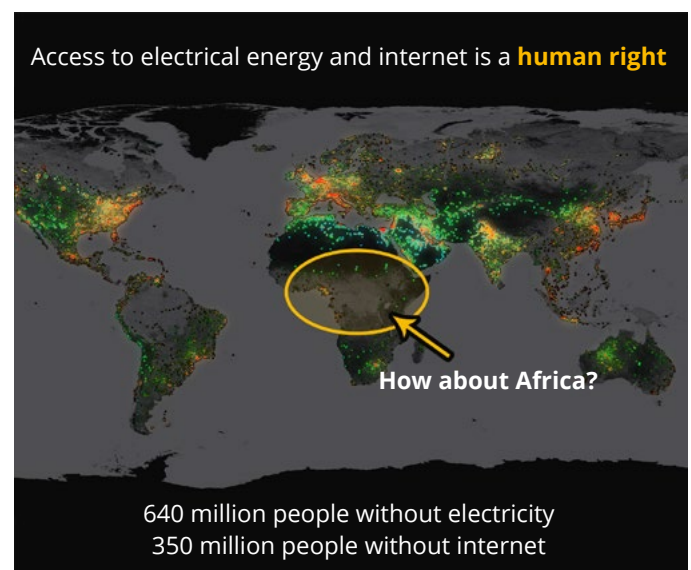 Access to electrical energy and internet is a human right
How about Africa?
640 million people without electricity
350 million people without internet